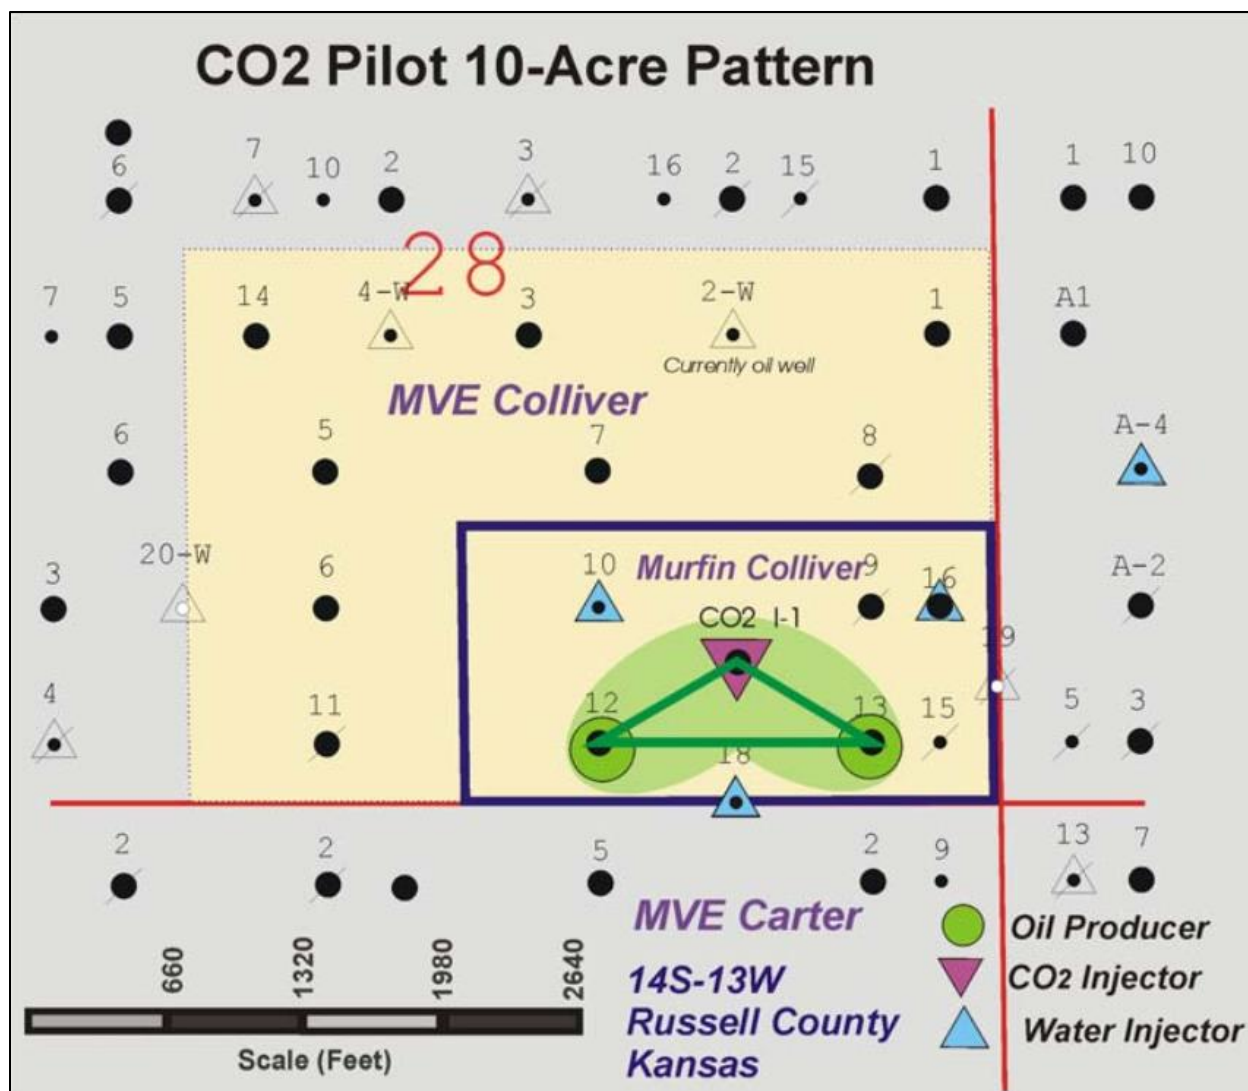 CO2 Pilot 10-Acre Pattern
6 7 10 2 3 16 2 15 1 1 10
28
7 5 14 4-W 3 2-W 1 A1
Currently oil well
MVE Colliver
6 5 7 8 A-4
20-W
3 6 10 Murfin Colliver 9 16 A-2
CO2 I-1
19
4 11 12 13 15 5 3
18
2 2 5 2 9 13 7
MVE Carter
Oil Producer
660 1320 1980 2640
14S-13W
CO2 Injector
Russell County
Water Injector
Kansas
Scale (Feet)